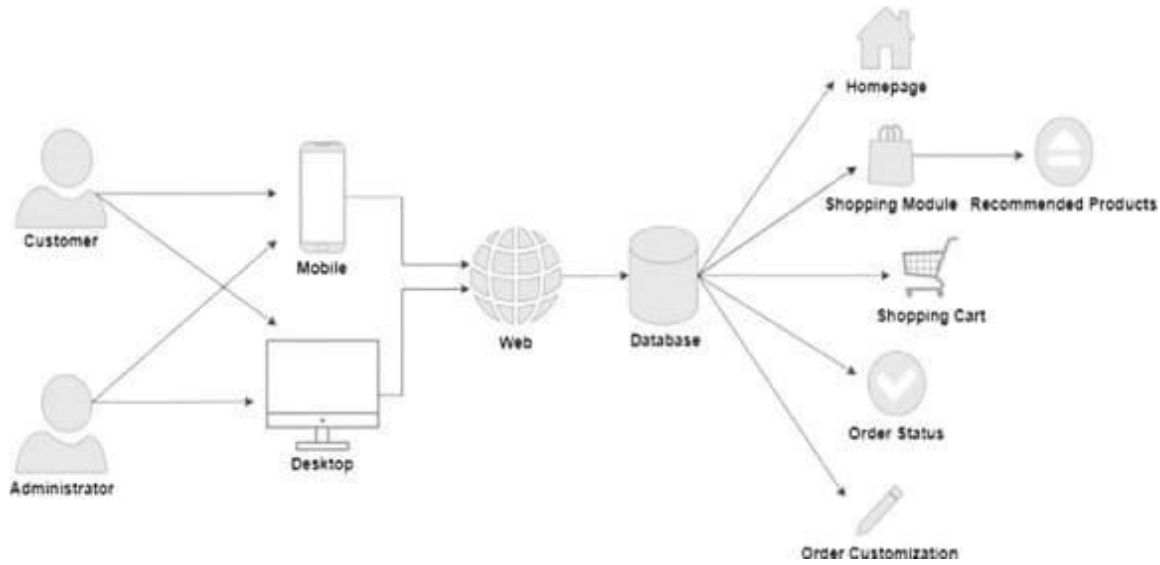 Homepage
Shopping Module
Recommended Products
Customer
Mobile
Shopping Cart
Web
Database
Order Status
Desktop
Administrator
Order Customization